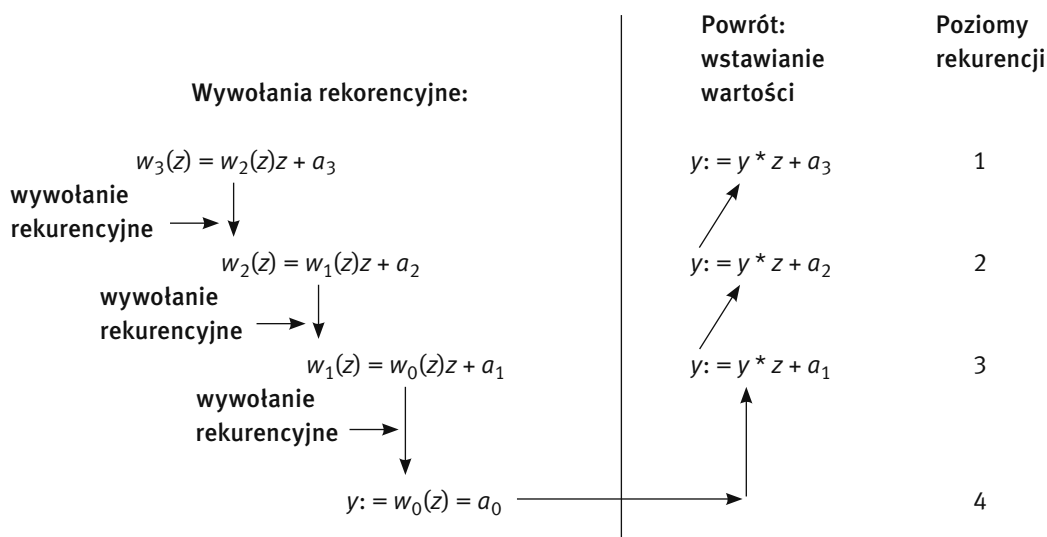 Powrót:
wstawianie
wartości
Poziomy
rekurencji
Wywołania rekorencyjne:
w₃(z) = w₂(z)z + a₃
y: = y * z + a₃
1
wywołanie
rekurencyjne
w₂(z) = w₁(z)z + a₂
y: = y * z + a₂
2
wywołanie
rekurencyjne
w₁(z) = w₀(z)z + a₁
y: = y * z + a₁
3
wywołanie
rekurencyjne
y: = w₀(z) = a₀
4